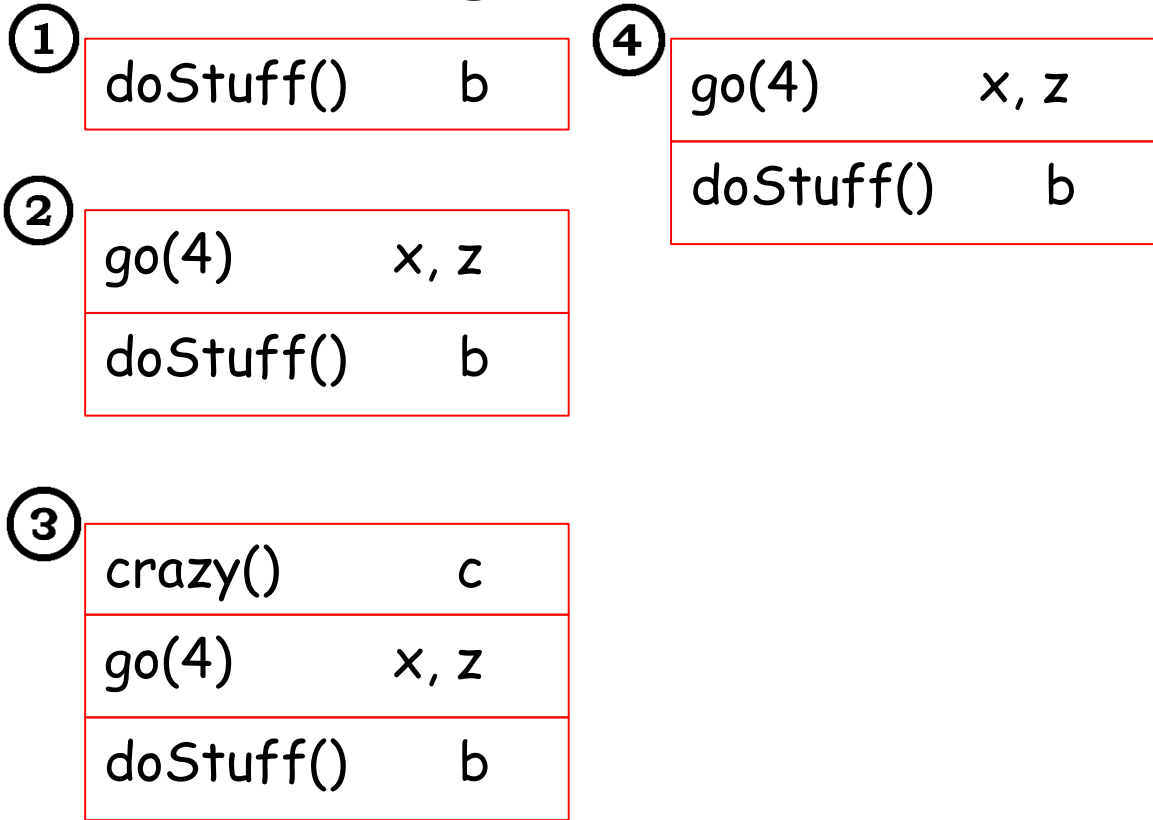 1
doStuff() b
2
go(4) x, z
doStuff() b
3
crazy() c
go(4) x, z
doStuff() b
4
go(4) x, z
doStuff() b